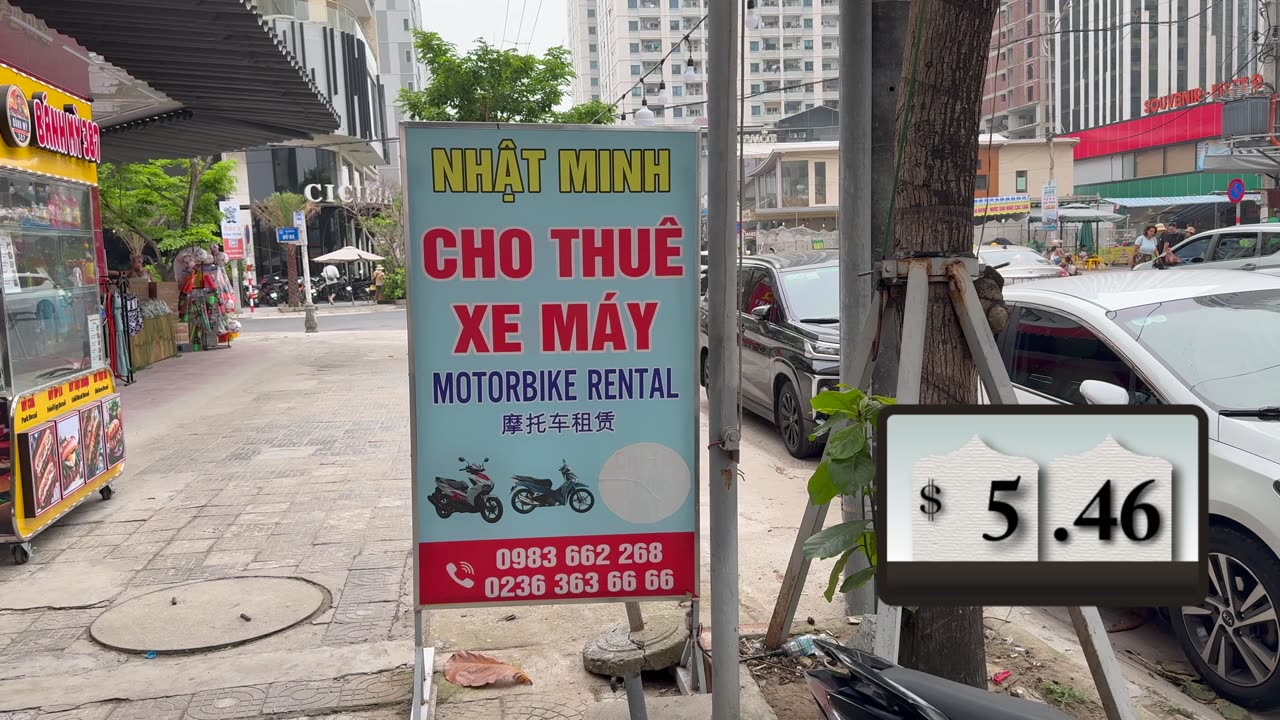 BÁNH MỲ
CICI
NHẬT MINH
CHO THUÊ
XE MÁY
MOTORBIKE RENTAL
摩托车租赁
0983 662 268
0236 363 66 66
SOUVENIR
$ 5.46